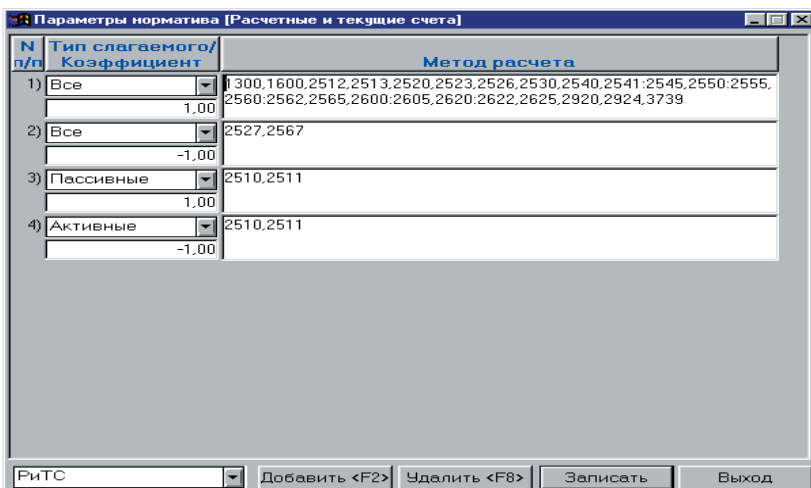 Параметры норматива [Расчетные и текущие счета]
N п/п Тип слагаемого/ Коэффициент Метод расчета
1) Все 1300,1600,2512,2513,2520,2523,2526,2530,2540,2541:2545,2550:2555,
1,00 2560:2562,2565,2600:2605,2620:2622,2625,2920,2924,3739
2) Все 2527,2567
-1,00
3) Пассивные 2510,2511
1,00
4) Активные 2510,2511
-1,00
РиТС Добавить <F2> Удалить <F8> Записать Выход